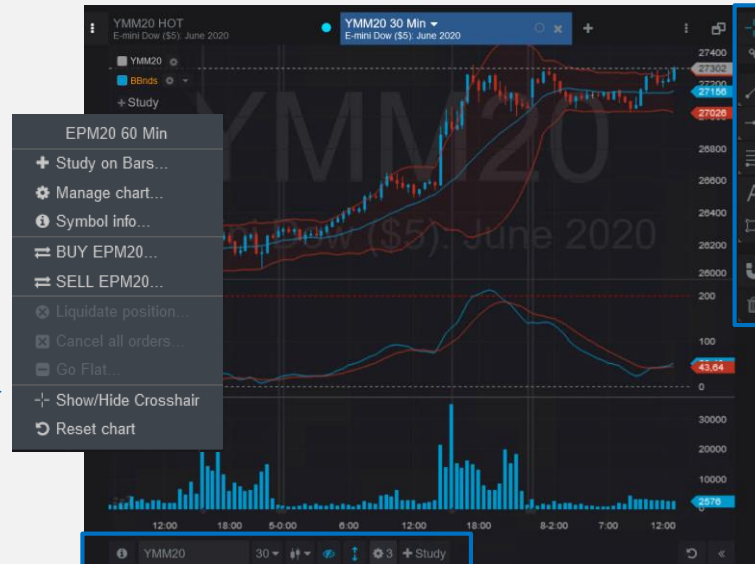 YMM20 HOT
E-mini Dow ($5): June 2020
YMM20 30 Min
E-mini Dow ($5): June 2020
YMM20
BBnds
+Study
YMM20
E-mini Dow ($5): June 2020
27400
27302
27200
27156
27026
26800
26600
26400
26200
26000
200
100
43.64
0
30000
20000
10000
2576
0
12:00 18:00 5-0:00 6:00 12:00 18:00 8-2:00 7:00 12:00
YMM20 30 3 + Study
EPM20 60 Min
Study on Bars...
Manage chart...
Symbol info...
BUY EPM20...
SELL EPM20...
Liquidate position...
Cancel all orders...
Go Flat...
Show/Hide Crosshair
Reset chart